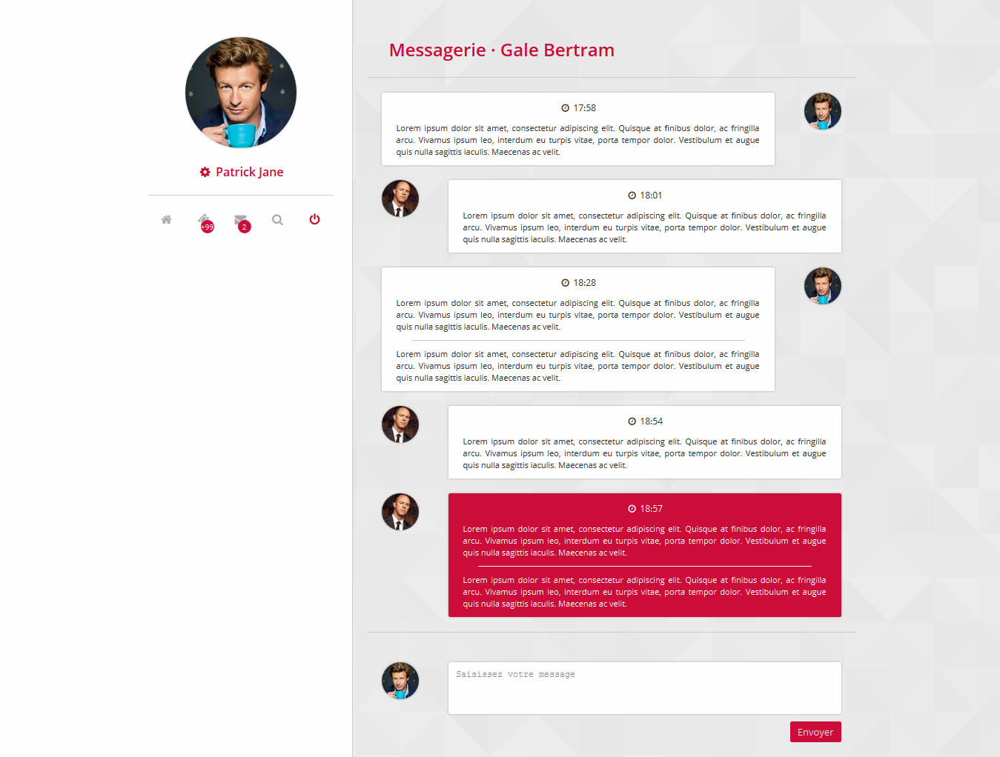 Patrick Jane
+99
2
Messagerie · Gale Bertram
17:58
Lorem ipsum dolor sit amet, consectetur adipiscing elit. Quisque at finibus dolor, ac fringilla
arcu. Vivamus ipsum leo, interdum eu turpis vitae, porta tempor dolor. Vestibulum et augue
quis nulla sagittis iaculis. Maecenas ac velit.
18:01
Lorem ipsum dolor sit amet, consectetur adipiscing elit. Quisque at finibus dolor, ac fringilla
arcu. Vivamus ipsum leo, interdum eu turpis vitae, porta tempor dolor. Vestibulum et augue
quis nulla sagittis iaculis. Maecenas ac velit.
18:28
Lorem ipsum dolor sit amet, consectetur adipiscing elit. Quisque at finibus dolor, ac fringilla
arcu. Vivamus ipsum leo, interdum eu turpis vitae, porta tempor dolor. Vestibulum et augue
quis nulla sagittis iaculis. Maecenas ac velit.
Lorem ipsum dolor sit amet, consectetur adipiscing elit. Quisque at finibus dolor, ac fringilla
arcu. Vivamus ipsum leo, interdum eu turpis vitae, porta tempor dolor. Vestibulum et augue
quis nulla sagittis iaculis. Maecenas ac velit.
18:54
Lorem ipsum dolor sit amet, consectetur adipiscing elit. Quisque at finibus dolor, ac fringilla
arcu. Vivamus ipsum leo, interdum eu turpis vitae, porta tempor dolor. Vestibulum et augue
quis nulla sagittis iaculis. Maecenas ac velit.
18:57
Lorem ipsum dolor sit amet, consectetur adipiscing elit. Quisque at finibus dolor, ac fringilla
arcu. Vivamus ipsum leo, interdum eu turpis vitae, porta tempor dolor. Vestibulum et augue
quis nulla sagittis iaculis. Maecenas ac velit.
Lorem ipsum dolor sit amet, consectetur adipiscing elit. Quisque at finibus dolor, ac fringilla
arcu. Vivamus ipsum leo, interdum eu turpis vitae, porta tempor dolor. Vestibulum et augue
quis nulla sagittis iaculis. Maecenas ac velit.
Saisissez votre message
Envoyer